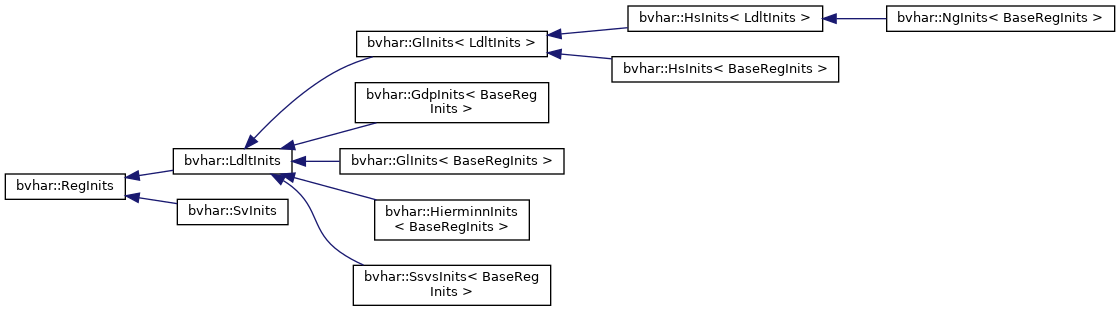 bvhar::HsInits< LdltInits >
bvhar::NgInits< BaseRegInits >
bvhar::GlInits< LdltInits >
bvhar::HsInits< BaseRegInits >
bvhar::GdpInits< BaseReg
Inits >
bvhar::LdltInits
bvhar::GlInits< BaseRegInits >
bvhar::RegInits
bvhar::SvInits
bvhar::HierminnInits
< BaseRegInits >
bvhar::SsvsInits< BaseReg
Inits >